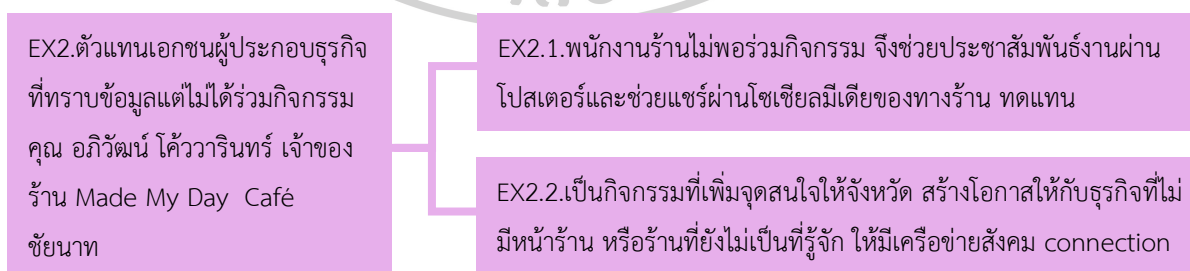 EX2.ตัวแทนเอกชนผู้ประกอบธุรกิจ
ที่ทราบข้อมูลแต่ไม่ได้ร่วมกิจกรรม
คุณ อภิวัฒน์ โค้ววารินทร์ เจ้าของ
ร้าน Made My Day Café
ชัยนาท
EX2.1.พนักงานร้านไม่พอร่วมกิจกรรม จึงช่วยประชาสัมพันธ์งานผ่าน
โปสเตอร์และช่วยแชร์ผ่านโซเชียลมีเดียของทางร้าน ทดแทน
EX2.2.เป็นกิจกรรมที่เพิ่มจุดสนใจให้จังหวัด สร้างโอกาสให้กับธุรกิจที่ไม่
มีหน้าร้าน หรือร้านที่ยังไม่เป็นที่รู้จัก ให้มีเครือข่ายสังคม connection